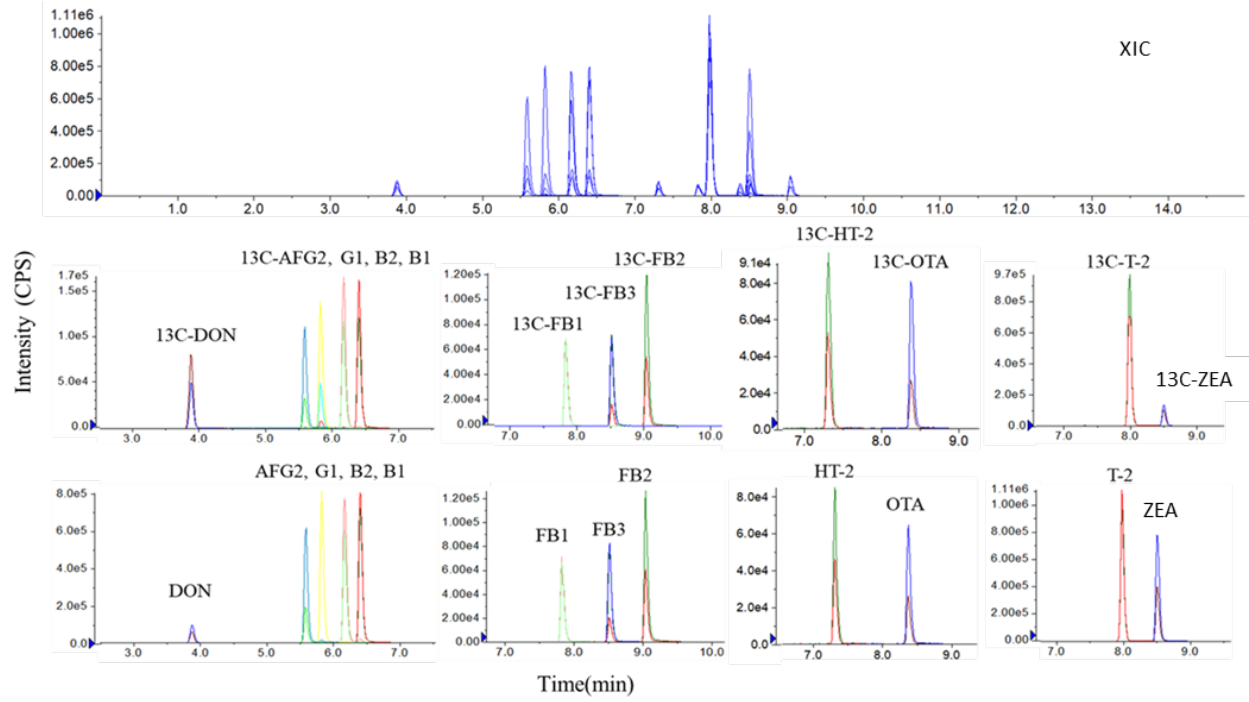 1.11e6
1.00e6
8.00e5
6.00e5
4.00e5
2.00e5
0.00
XIC
1.0 2.0 3.0 4.0 5.0 6.0 7.0 8.0 9.0 10.0 11.0 12.0 13.0 14.0
Intensity (CPS)
13C-AFG2, G1, B2, B1
1.7e5
1.5e5
1.0e5
5.0e4
0.0
13C-DON
3.0 4.0 5.0 6.0 7.0
13C-FB2
1.20e5
1.00e5
8.00e4
6.00e4
4.00e4
2.00e4
0.00
13C-FB3
13C-FB1
7.0 8.0 9.0 10.0
13C-HT-2
9.1e4
8.0e4
6.0e4
4.0e4
2.0e4
0.0
13C-OTA
7.0 8.0 9.0
13C-T-2
9.7e5
8.0e5
6.0e5
4.0e5
2.0e5
0.0
13C-ZEA
7.0 8.0 9.0
AFG2, G1, B2, B1
8.0e5
6.0e5
4.0e5
2.0e5
0.0
DON
3.0 4.0 5.0 6.0 7.0
FB2
1.20e5
1.00e5
8.00e4
6.00e4
4.00e4
2.00e4
0.00
FB1
FB3
7.0 8.0 9.0 10.0
HT-2
8.0e4
6.0e4
4.0e4
2.0e4
0.0
OTA
7.0 8.0 9.0
T-2
1.11e6
1.00e6
8.00e5
6.00e5
4.00e5
2.00e5
0.00
ZEA
7.0 8.0 9.0
Time(min)